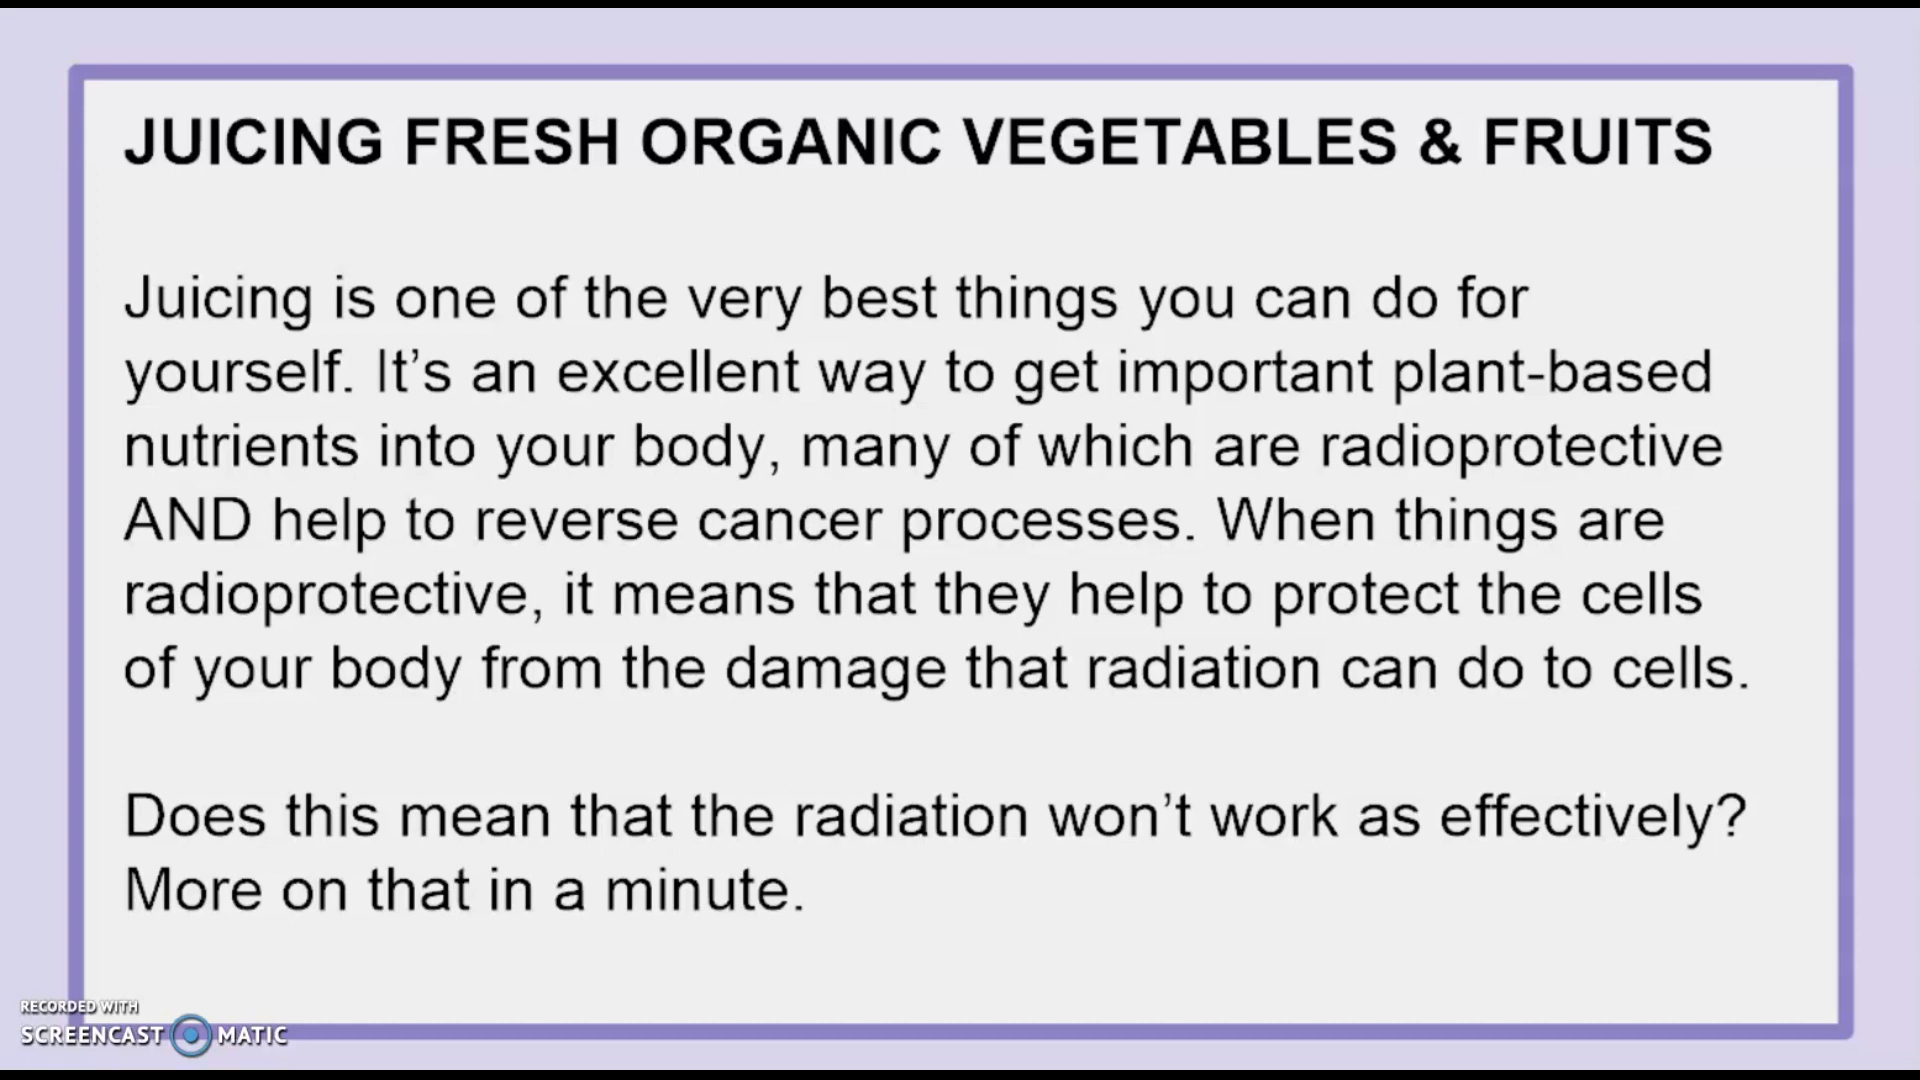 JUICING FRESH ORGANIC VEGETABLES & FRUITS
Juicing is one of the very best things you can do for
yourself. It’s an excellent way to get important plant-based
nutrients into your body, many of which are radioprotective
AND help to reverse cancer processes. When things are
radioprotective, it means that they help to protect the cells
of your body from the damage that radiation can do to cells.
Does this mean that the radiation won’t work as effectively?
More on that in a minute.
RECORDED WITH
SCREENCAST MATIC